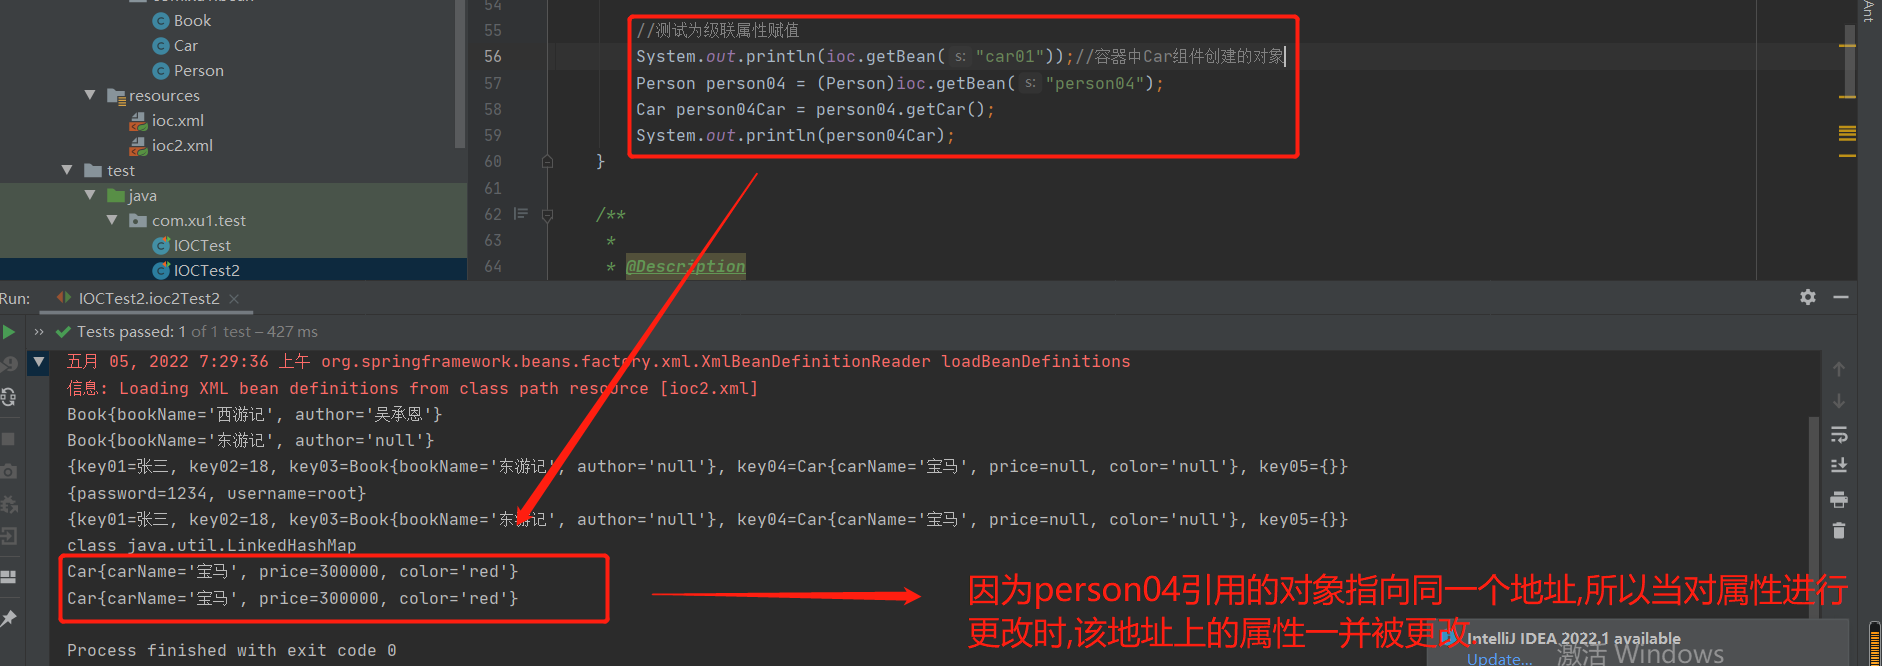 com.xu1.bean
Book
Car
Person
resources
ioc.xml
ioc2.xml
test
java
com.xu1.test
IOCTest
IOCTest2
54
55 //测试为级联属性赋值
56 System.out.println(ioc.getBean( s: "car01"));//容器中Car组件创建的对象
57 Person person04 = (Person)ioc.getBean( s: "person04");
58 Car person04Car = person04.getCar();
59 System.out.println(person04Car);
60 }
61
62 /**
63 *
64 * @Description
Ant
Run: IOCTest2.ioc2Test2
Tests passed: 1 of 1 test – 427 ms
五月 05, 2022 7:29:36 上午 org.springframework.beans.factory.xml.XmlBeanDefinitionReader loadBeanDefinitions
信息: Loading XML bean definitions from class path resource [ioc2.xml]
Book{bookName='西游记', author='吴承恩'}
Book{bookName='东游记', author='null'}
{key01=张三, key02=18, key03=Book{bookName='东游记', author='null'}, key04=Car{carName='宝马', price=null, color='null'}, key05={}}
{password=1234, username=root}
{key01=张三, key02=18, key03=Book{bookName='东游记', author='null'}, key04=Car{carName='宝马', price=null, color='null'}, key05={}}
class java.util.LinkedHashMap
Car{carName='宝马', price=300000, color='red'}
Car{carName='宝马', price=300000, color='red'}
因为person04引用的对象指向同一个地址,所以当对属性进行
更改时,该地址上的属性一并被更改
Process finished with exit code 0
IntelliJ IDEA 2022.1 available
Update...
激活 Windows